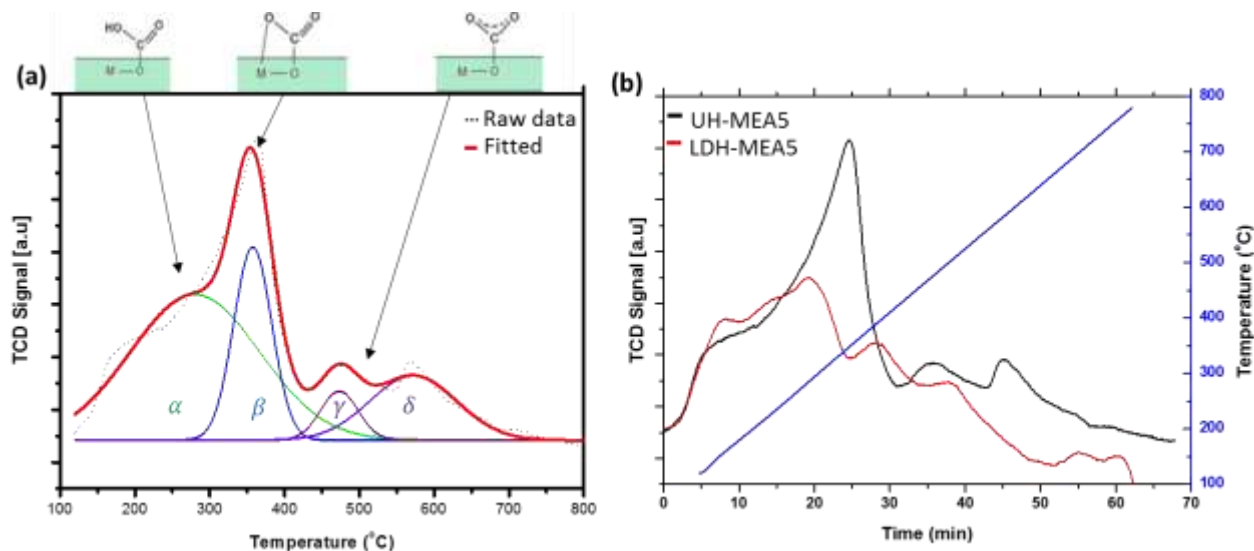 HO
O
C
M
O
O
O
C
M
O
O
O
C
M
O
(a)
Raw data
Fitted
α
β
γ
δ
TCD Signal [a.u]
100 200 300 400 500 600 700 800
Temperature (°C)
(b)
UH-MEA5
LDH-MEA5
TCD Signal [a.u]
800
700
600
500
400
300
200
100
Temperature (°C)
0 10 20 30 40 50 60 70
Time (min)